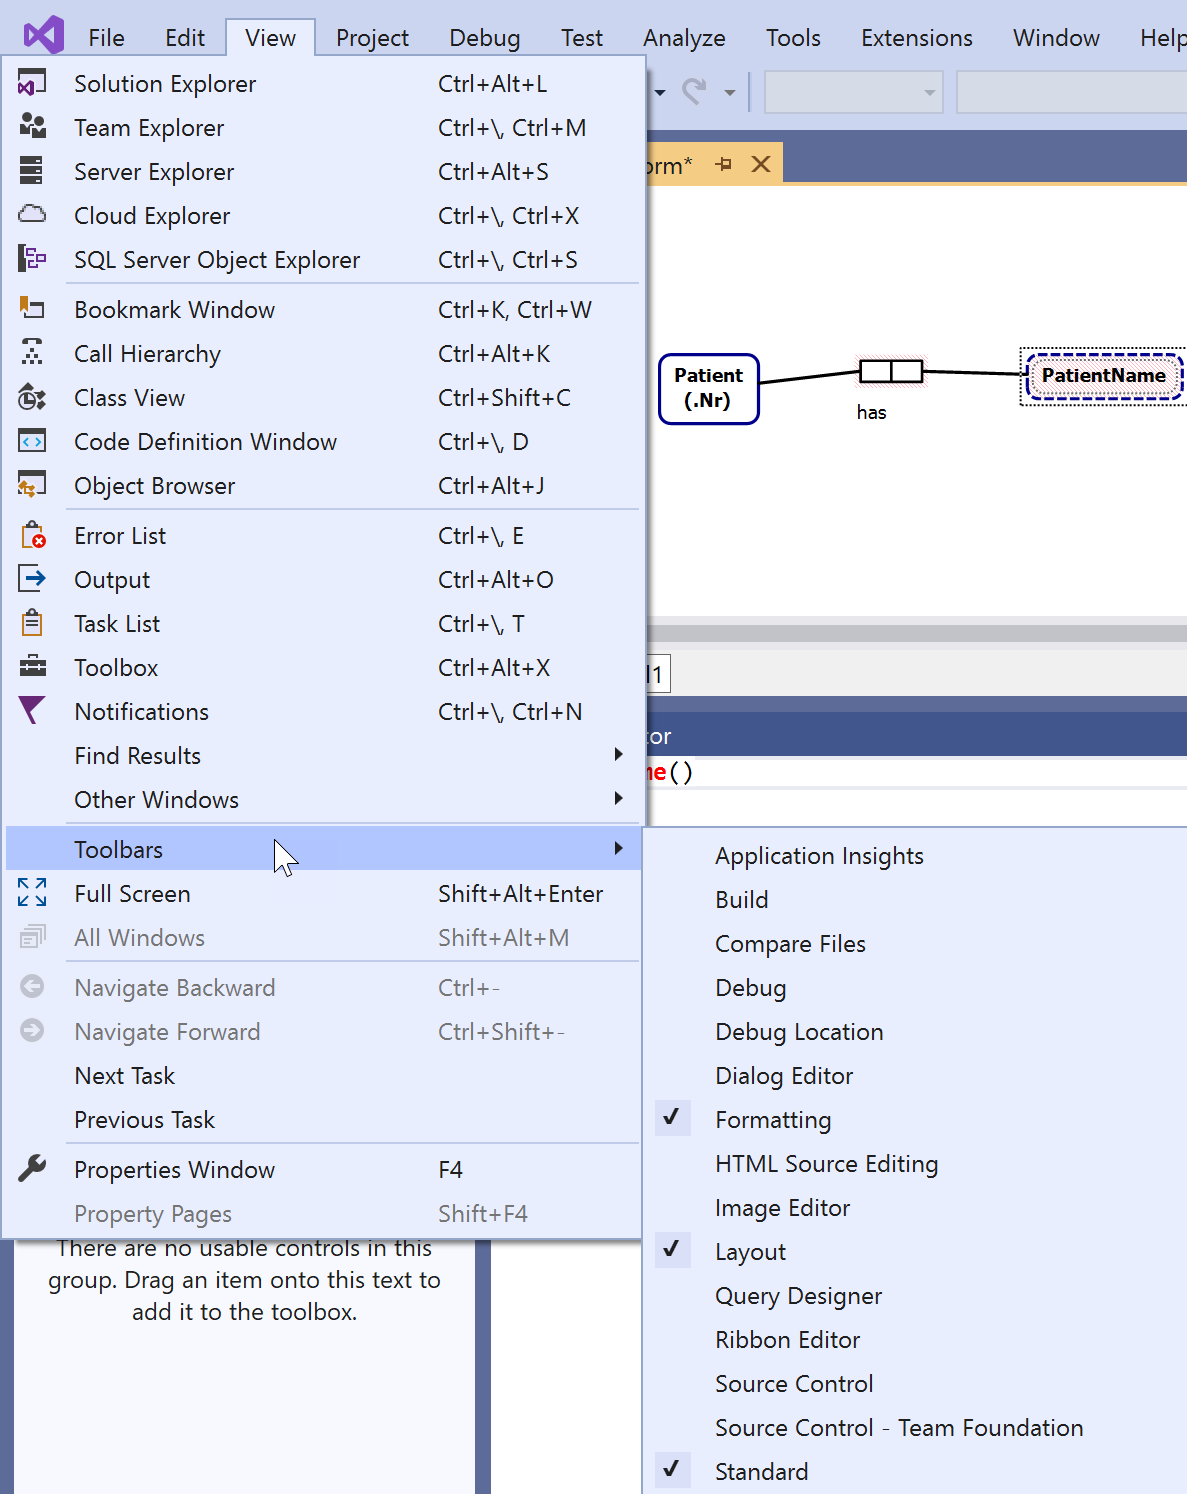 File Edit View Project Debug Test Analyze Tools Extensions Window Help
Solution Explorer Ctrl+Alt+L
Team Explorer Ctrl+\, Ctrl+M
Server Explorer Ctrl+Alt+S
Cloud Explorer Ctrl+\, Ctrl+X
SQL Server Object Explorer Ctrl+\, Ctrl+S
Bookmark Window Ctrl+K, Ctrl+W
Call Hierarchy Ctrl+Alt+K
Class View Ctrl+Shift+C
Code Definition Window Ctrl+\, D
Object Browser Ctrl+Alt+J
Error List Ctrl+\, E
Output Ctrl+Alt+O
Task List Ctrl+\, T
Toolbox Ctrl+Alt+X
Notifications Ctrl+\, Ctrl+N
Find Results
Other Windows
Toolbars
Full Screen Shift+Alt+Enter
All Windows Shift+Alt+M
Navigate Backward Ctrl+-
Navigate Forward Ctrl+Shift+-
Next Task
Previous Task
Properties Window F4
Property Pages Shift+F4
There are no usable controls in this
group. Drag an item onto this text to
add it to the toolbox.
orm*
Patient
(.Nr)
has
PatientName
l1
tor
me()
Application Insights
Build
Compare Files
Debug
Debug Location
Dialog Editor
Formatting
HTML Source Editing
Image Editor
Layout
Query Designer
Ribbon Editor
Source Control
Source Control - Team Foundation
Standard